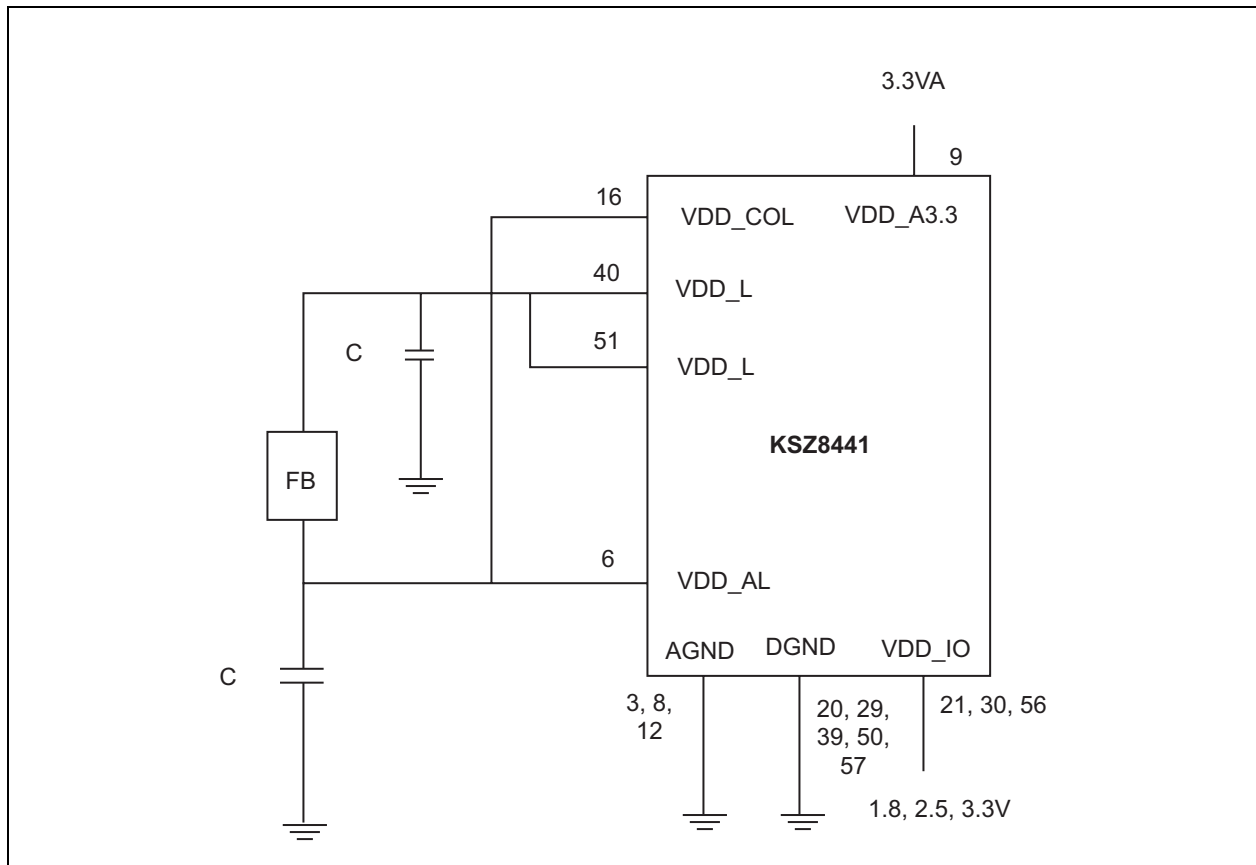 3.3VA
9
16
VDD_COL
VDD_A3.3
40
VDD_L
C
51
VDD_L
KSZ8441
FB
6
VDD_AL
AGND
DGND
VDD_IO
C
3, 8,
12
20, 29,
39, 50,
57
21, 30, 56
1.8, 2.5, 3.3V